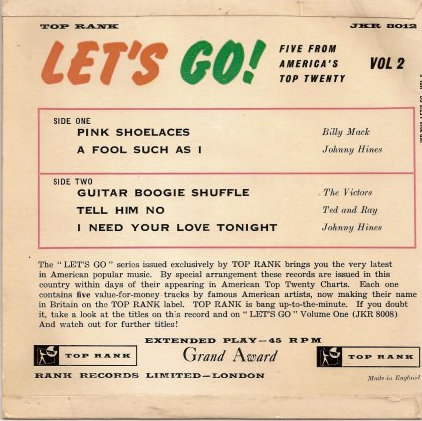 TOP RANK JKR 8012
LET'S GO!
FIVE FROM
AMERICA'S
TOP TWENTY
VOL 2
SIDE ONE
PINK SHOELACES Billy Mack
A FOOL SUCH AS I Johnny Hines
SIDE TWO
GUITAR BOOGIE SHUFFLE The Victors
TELL HIM NO Ted and Ray
I NEED YOUR LOVE TONIGHT Johnny Hines
The "LET'S GO" series issued exclusively by TOP RANK brings you the very latest
in American popular music. By special arrangement these records are issued in this
country within days of their appearing in American Top Twenty Charts. Each one
contains five value-for-money tracks by famous American artists, now making their name
in Britain on the TOP RANK label. TOP RANK is bang up-to-the-minute. If you doubt
it, take a look at the titles on this record and on "LET'S GO" Volume One (JKR 8008)
And watch out for further titles!
EXTENDED PLAY—45 RPM
TOP RANK Grand Award TOP RANK
RANK RECORDS LIMITED—LONDON
Made in England